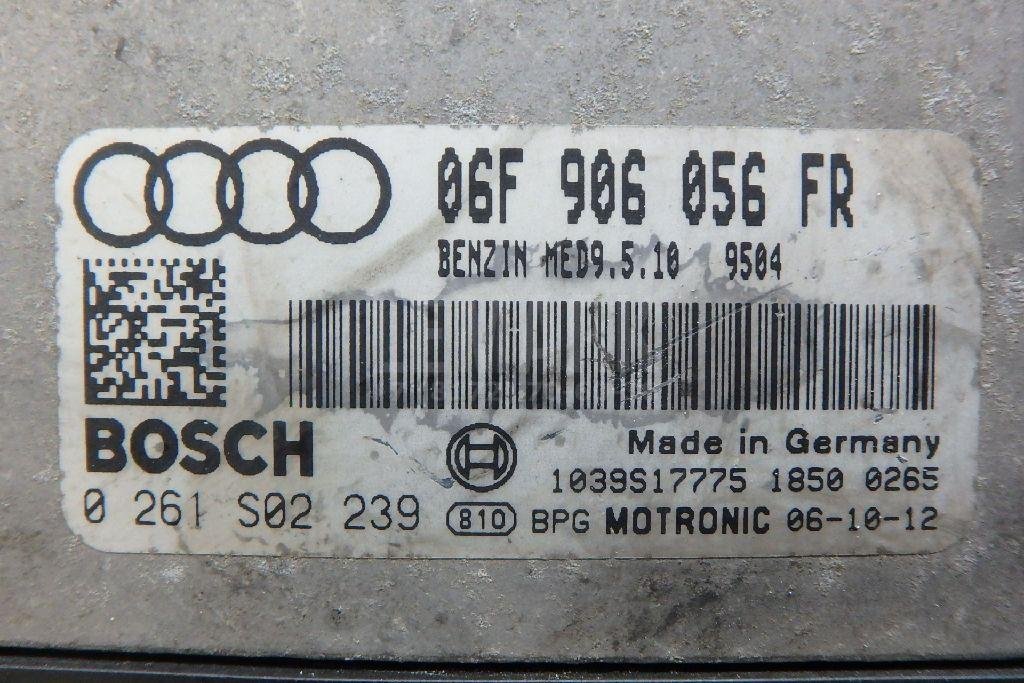 06F 906 056 FR
BENZIN MED9.5.10 9504
BOSCH
Made in Germany
1039S17775 1850 0265
0 261 S02 239 810 BPG MOTRONIC 06-10-12